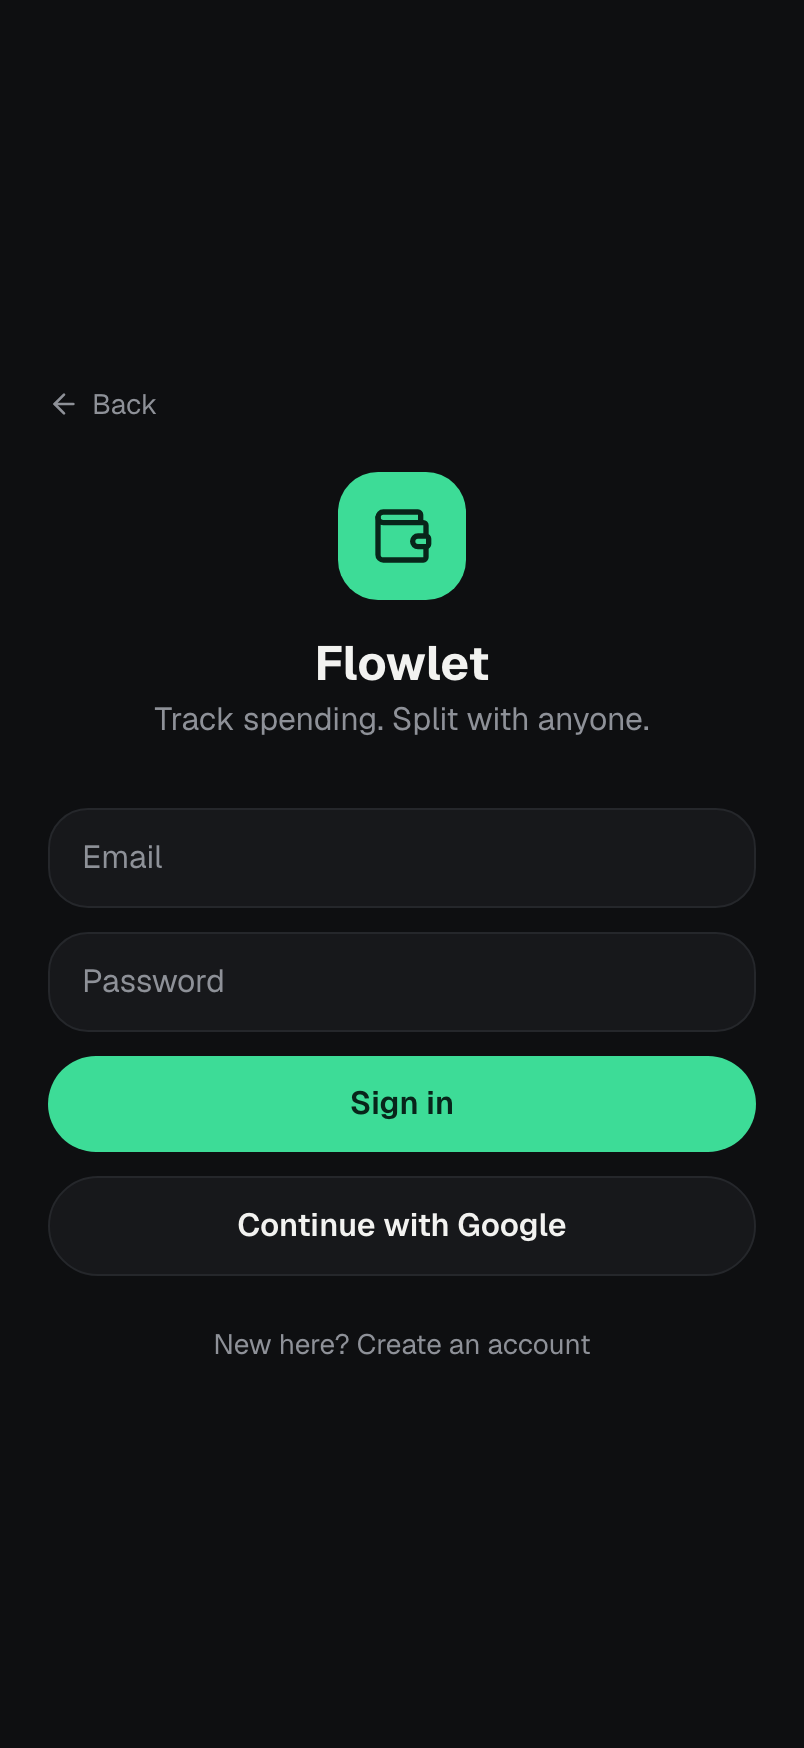 Back
Flowlet
Track spending. Split with anyone.
Email
Password
Sign in
Continue with Google
New here? Create an account